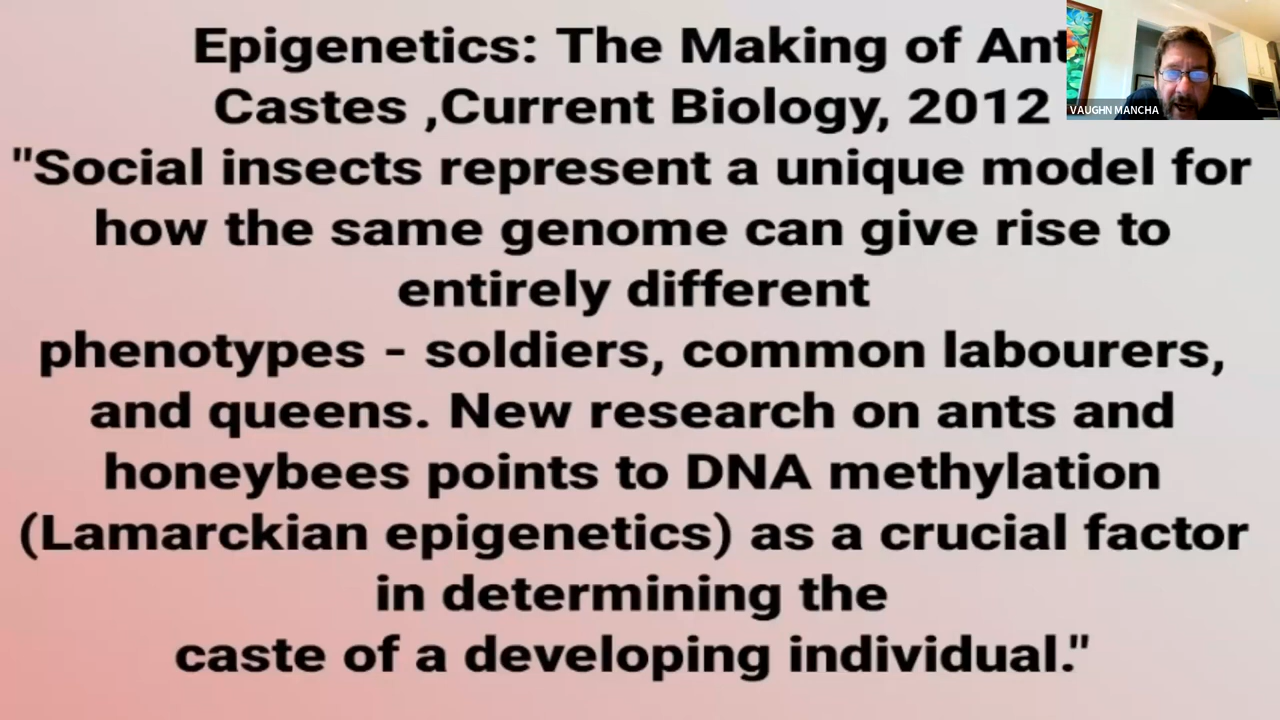 Epigenetics: The Making of Ant
Castes ,Current Biology, 2012
"Social insects represent a unique model for
how the same genome can give rise to
entirely different
phenotypes - soldiers, common labourers,
and queens. New research on ants and
honeybees points to DNA methylation
(Lamarckian epigenetics) as a crucial factor
in determining the
caste of a developing individual."
VAUGHN MANCHA